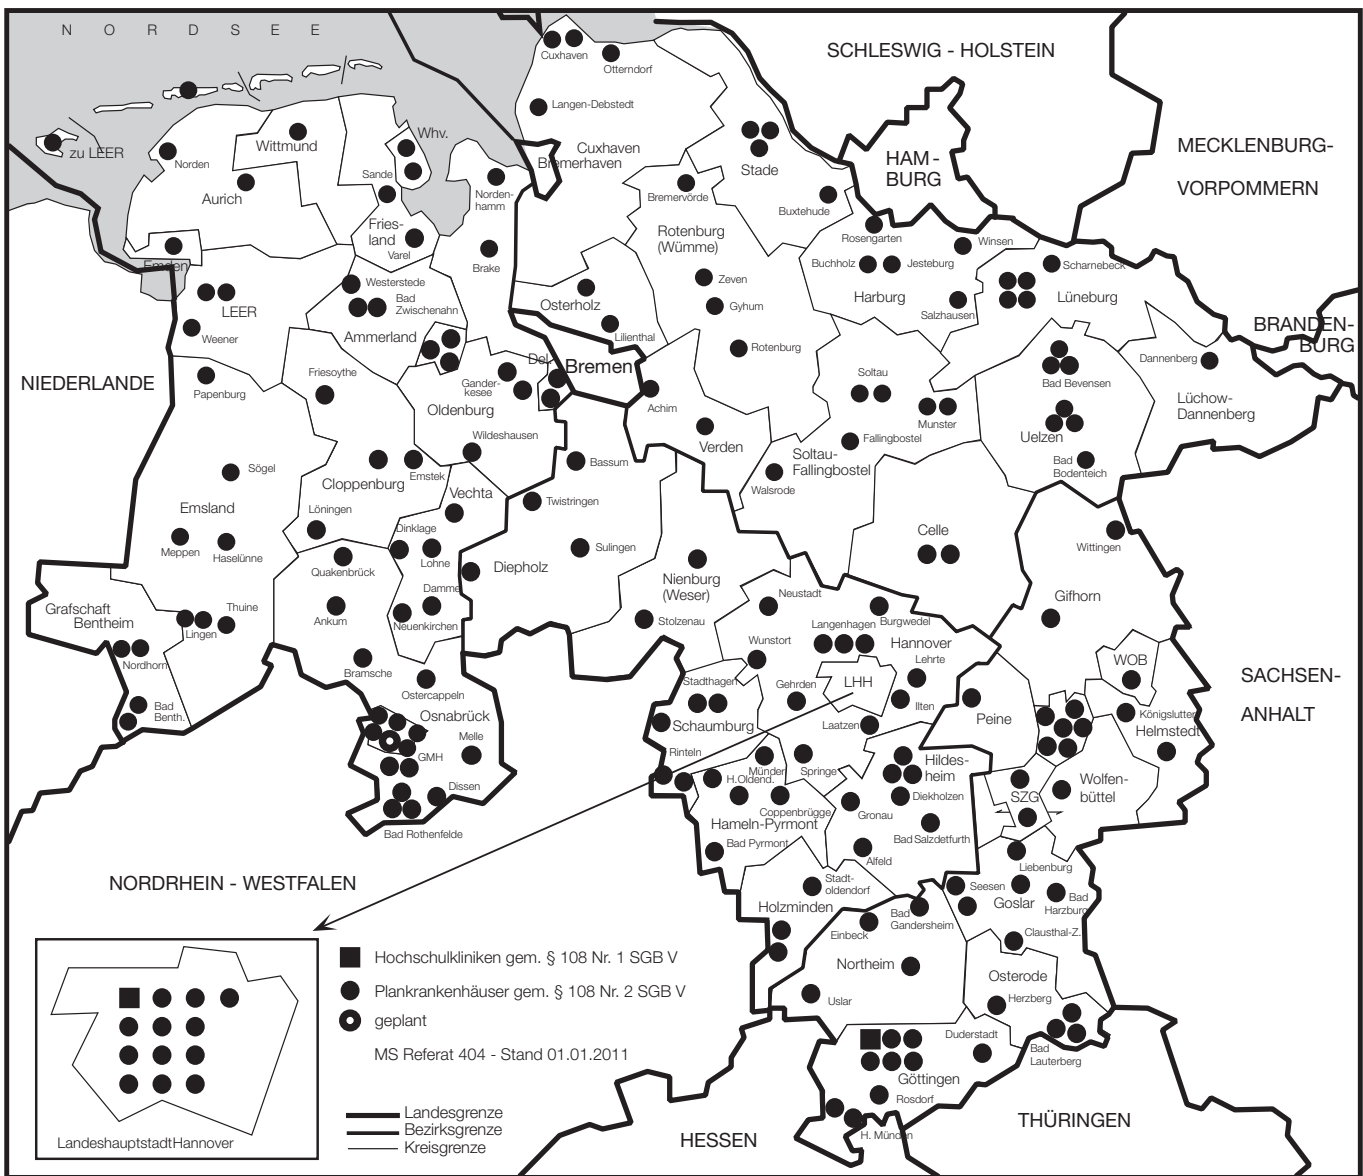 N O R D S E E
SCHLESWIG - HOLSTEIN
MECKLENBURG-
VORPOMMERN
HAM-
BURG
BRANDEN-
BURG
NIEDERLANDE
SACHSEN-
ANHALT
NORDRHEIN - WESTFALEN
HESSEN
THÜRINGEN
Cuxhaven
Otterndorf
Langen-Debstedt
Cuxhaven
Bremerhaven
zu LEER
Norden
Wittmund
Aurich
Emden
Whv.
Sande
Fries-
land
Varel
Norden-
hamm
Brake
Stade
Buxtehude
Bremervörde
Rotenburg
(Wümme)
Zeven
Gyhum
Rotenburg
Rosengarten
Winsen
Buchholz
Jesteburg
Harburg
Salzhausen
Scharnebeck
Lüneburg
LEER
Weener
Westerstede
Bad
Zwischenahn
Ammerland
Osterholz
Lilienthal
Bremen
Del.
Gander-
kesee
Oldenburg
Wildeshausen
Achim
Verden
Soltau
Munster
Fallingbostel
Soltau-
Fallingbostel
Walsrode
Bad Bevensen
Uelzen
Bad
Bodenteich
Dannenberg
Lüchow-
Dannenberg
Papenburg
Friesoythe
Sögel
Cloppenburg
Emstek
Emsland
Löningen
Meppen
Haselünne
Vechta
Dinklage
Lohne
Bassum
Twistringen
Sulingen
Diepholz
Celle
Wittingen
Gifhorn
Quakenbrück
Ankum
Damme
Neuenkirchen
Nienburg
(Weser)
Stolzenau
Neustadt
Burgwedel
Langenhagen
Hannover
Wunstort
Lehrte
LHH
Gehrden
Ilten
Laatzen
Grafschaft
Bentheim
Thuine
Lingen
Nordhorn
Bad
Benth.
Bramsche
Ostercappeln
Osnabrück
GMH
Melle
Dissen
Bad Rothenfelde
Stadthagen
Schaumburg
Rinteln
Münder
Springe
H.Oldend.
Coppenbrügge
Hameln-Pyrmont
Bad Pyrmont
Hildes-
heim
Diekholzen
Gronau
Bad Salzdetfurth
Alfeld
Peine
WOB
Königslutter
Helmstedt
SZG
Wolfen-
büttel
Liebenburg
Seesen
Goslar
Bad
Harzburg
Clausthal-Z.
Stadt-
oldendorf
Holzminden
Einbeck
Bad
Gandersheim
Northeim
Uslar
Osterode
Herzberg
Bad
Lauterberg
Duderstadt
Göttingen
Rosdorf
H. Münden
Hochschulkliniken gem. § 108 Nr. 1 SGB V
Plankrankenhäuser gem. § 108 Nr. 2 SGB V
geplant
MS Referat 404 - Stand 01.01.2011
Landesgrenze
Bezirksgrenze
Kreisgrenze
LandeshauptstadtHannover